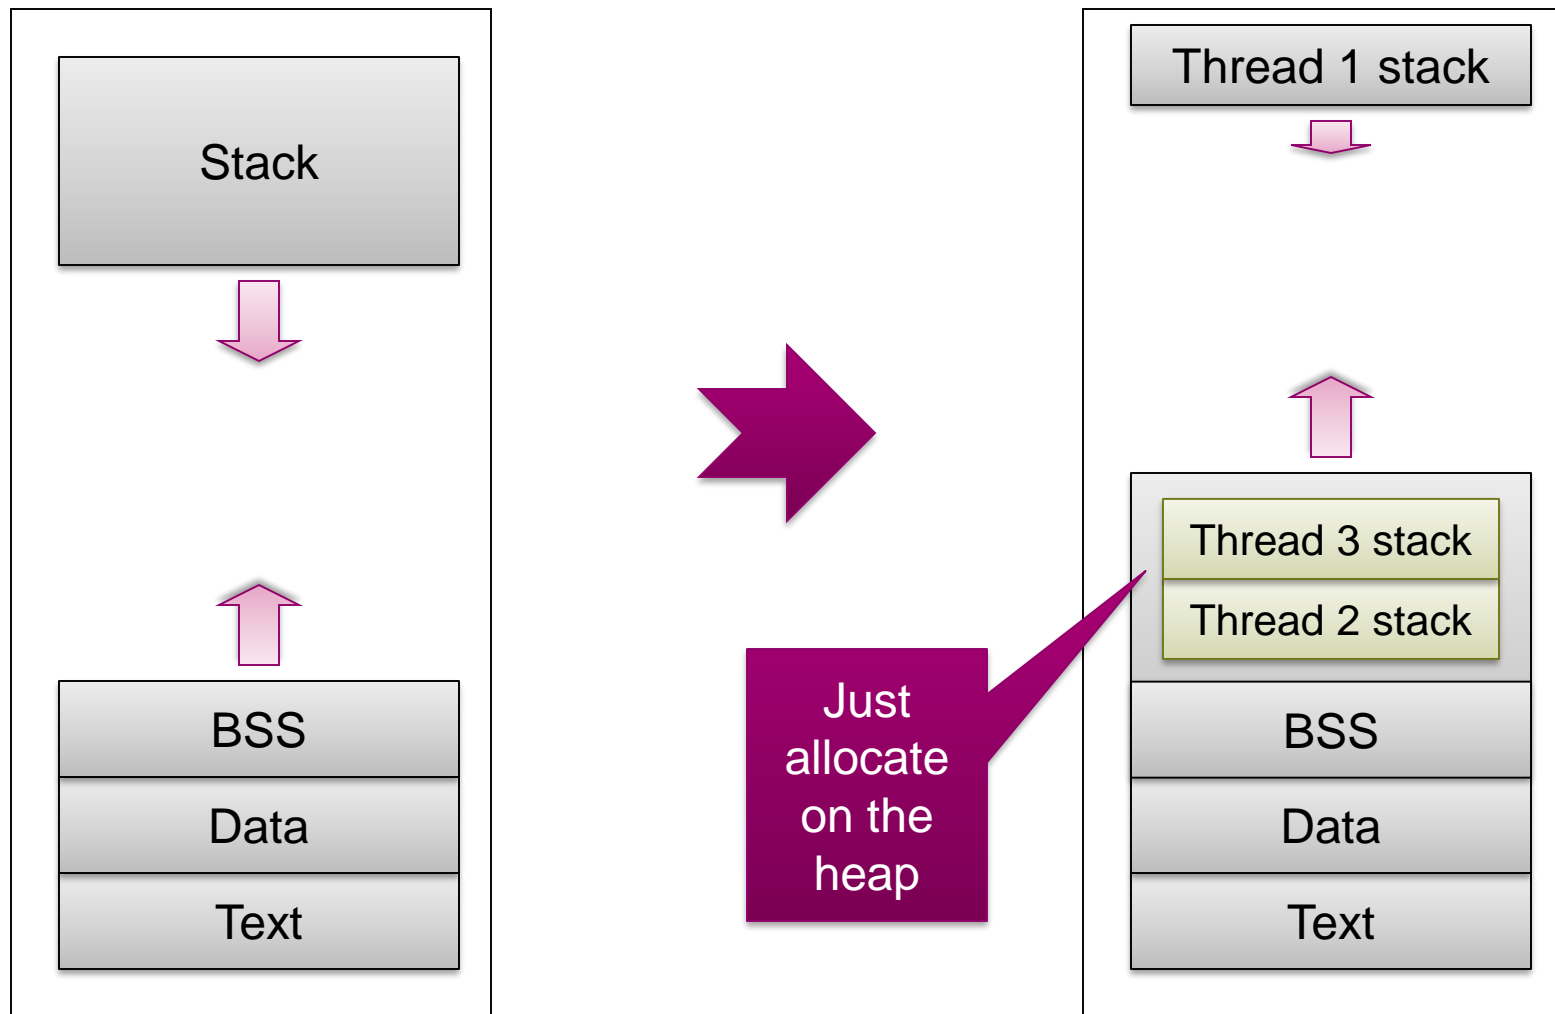 Stack
BSS
Data
Text
Just
allocate
on the
heap
Thread 1 stack
Thread 3 stack
Thread 2 stack
BSS
Data
Text